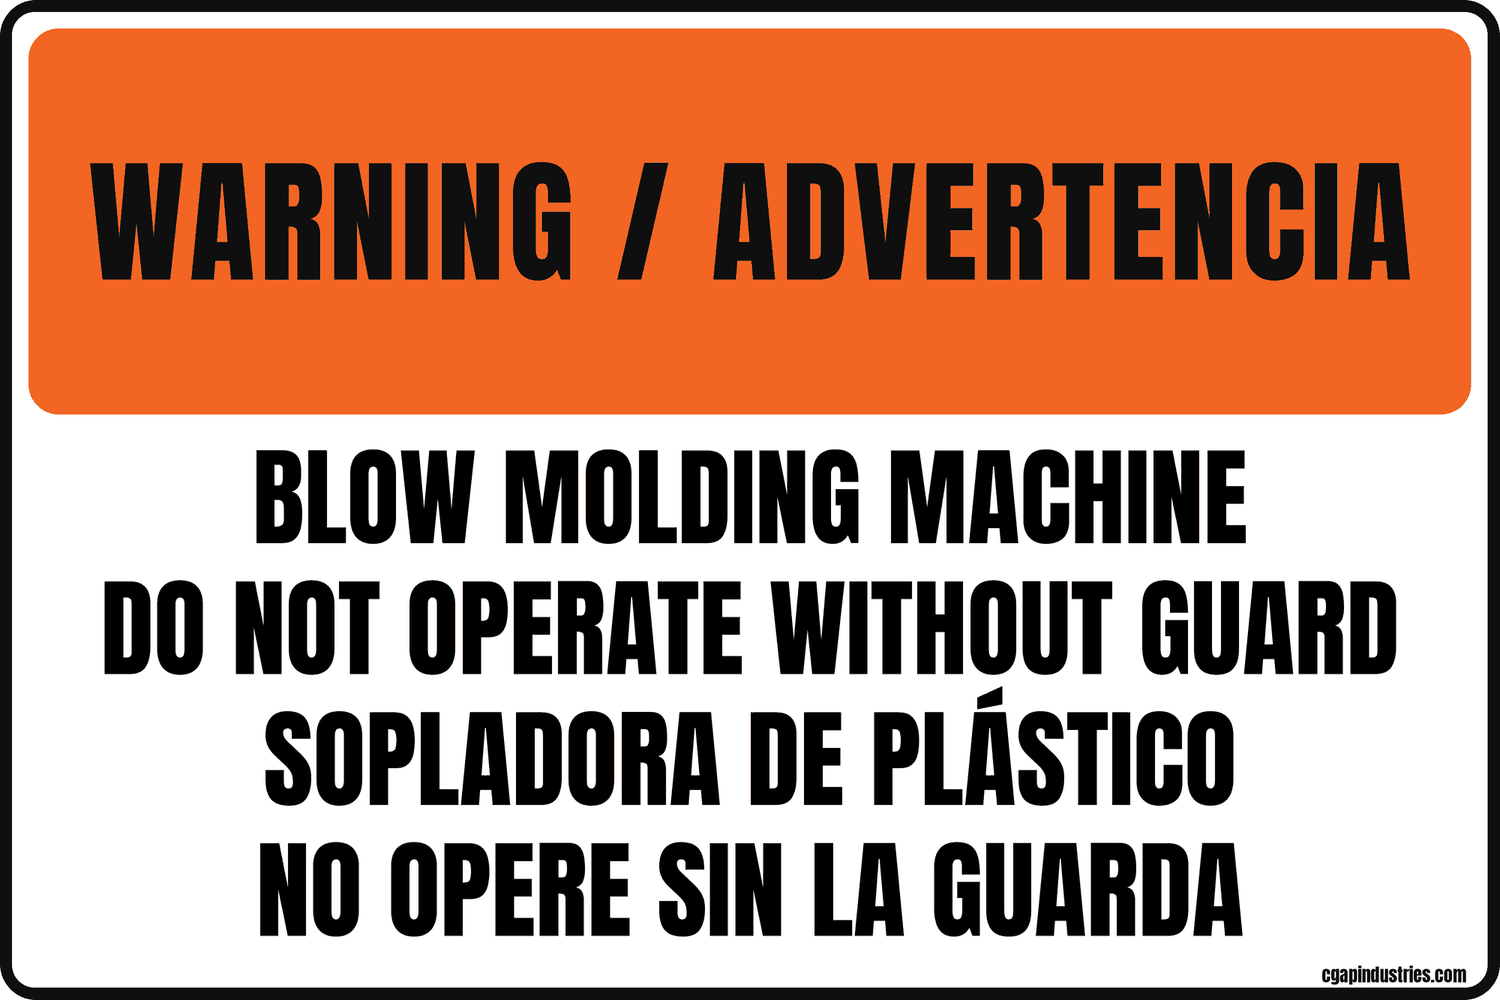 WARNING / ADVERTENCIA
BLOW MOLDING MACHINE
DO NOT OPERATE WITHOUT GUARD
SOPLADORA DE PLÁSTICO
NO OPERE SIN LA GUARDA
cgapindustries.com